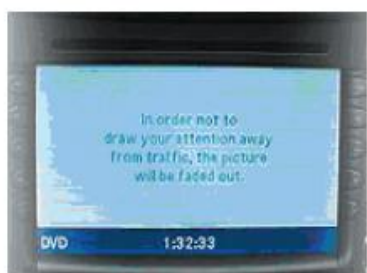 In order not to
draw your attention away
from traffic, the picture
will be faded out.
DVD 1:32:33